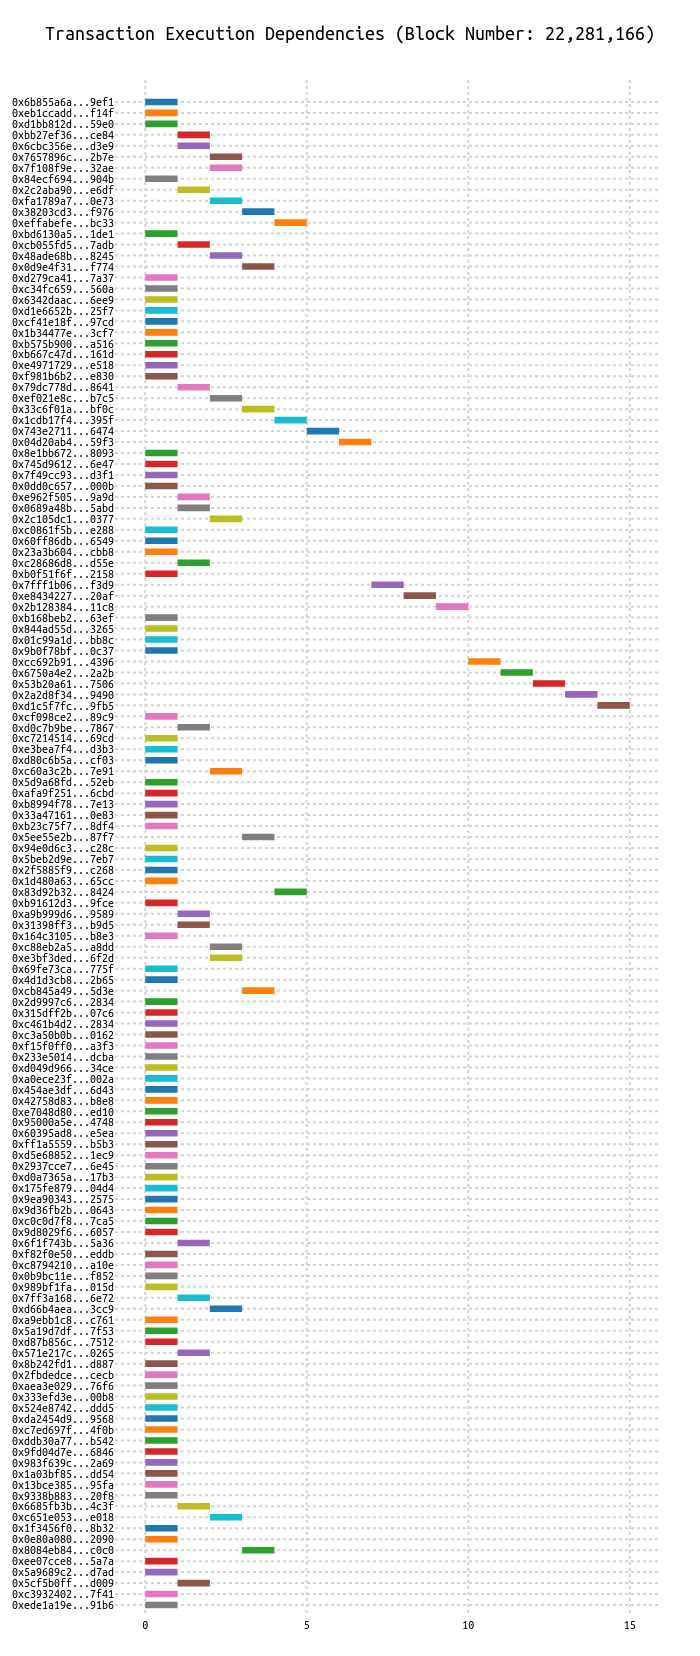 Transaction Execution Dependencies (Block Number: 22,281,166)
0x6b855a6a...9ef1
0xeb1ccadd...f14f
0xd1bb812d...59e0
0xbb27ef36...ce84
0x6cbc356e...d3e9
0x7657896c...2b7e
0x7f108f9e...32ae
0x84ecf694...904b
0x2c2aba90...e6df
0xfa1789a7...0e73
0x38203cd3...f976
0xeffabefe...bc33
0xbd6130a5...1de1
0xcb055fd5...7adb
0x48ade68b...8245
0x0d9e4f31...f774
0xd279ca41...7a37
0xc34fc659...560a
0x6342daac...6ee9
0xd1e6652b...25f7
0xcf41e18f...97cd
0x1b34477e...3cf7
0xb575b900...a516
0xb667c47d...161d
0xe4971729...e518
0xf981b6b2...e830
0x79dc778d...8641
0xef021e8c...b7c5
0x33c6f01a...bf0c
0x1cdb17f4...395f
0x743e2711...6474
0x04d20ab4...59f3
0x8e1bb672...8093
0x745d9612...6e47
0x7f49cc93...d3f1
0x0dd0c657...000b
0xe962f505...9a9d
0x0689a48b...5abd
0x2c105dc1...0377
0xc0861f5b...e288
0x60ff86db...6549
0x23a3b604...cbb8
0xc28686d8...d55e
0xb0f51f6f...2158
0x7fff1b06...f3d9
0xe8434227...20af
0x2b128384...11c8
0xb168beb2...63ef
0x844ad55d...3265
0x01c99a1d...bb8c
0x9b0f78bf...0c37
0xcc692b91...4396
0x6750a4e2...2a2b
0x53b20a61...7506
0x2a2d8f34...9490
0xd1c5f7fc...9fb5
0xcf098ce2...89c9
0xd0c7b9be...7867
0xc7214514...69cd
0xe3bea7f4...d3b3
0xd80c6b5a...cf03
0xc60a3c2b...7e91
0x5d9a68fd...52eb
0xafa9f251...6cbd
0xb8994f78...7e13
0x33a47161...0e83
0xb23c75f7...8df4
0x5ee55e2b...87f7
0x94e0d6c3...c28c
0x5beb2d9e...7eb7
0x2f5885f9...c268
0x1d480a63...65cc
0x83d92b32...8424
0xb91612d3...9fce
0xa9b999d6...9589
0x31398ff3...b9d5
0x164c3105...b8e3
0xc88eb2a5...a8dd
0xe3bf3ded...6f2d
0x69fe73ca...775f
0x4d1d3cb8...2b65
0xcb845a49...5d3e
0x2d9997c6...2834
0x315dff2b...07c6
0xc461b4d2...2834
0xc3a50b0b...0162
0xf15f0ff0...a3f3
0x233e5014...dcba
0xd049d966...34ce
0xa0ece23f...002a
0x454ae3df...6d43
0x42758d83...b8e8
0xe7048d80...ed10
0x95000a5e...4748
0x60395ad8...e5ea
0xff1a5559...b5b3
0xd5e68852...1ec9
0x2937cce7...6e45
0xd0a7365a...17b3
0x175fe879...04d4
0x9ea90343...2575
0x9d36fb2b...0643
0xc0c0d7f8...7ca5
0x9d8029f6...6057
0x6f1f743b...5a36
0xf82f0e50...eddb
0xc8794210...a10e
0x0b9bc11e...f852
0x989bf1fa...015d
0x7ff3a168...6e72
0xd66b4aea...3cc9
0xa9ebb1c8...c761
0x5a19d7df...7f53
0xd87b856c...7512
0x571e217c...0265
0x8b242fd1...d887
0x2fbdedce...cecb
0xaea3e029...76f6
0x333efd3e...00b8
0x524e8742...ddd5
0xda2454d9...9568
0xc7ed697f...4f0b
0xddb30a77...b542
0x9fd04d7e...6846
0x983f639c...2a69
0x1a03bf85...dd54
0x13bce385...95fa
0x9338b883...20f8
0x6685fb3b...4c3f
0xc651e053...e018
0x1f3456f0...8b32
0x0e80a080...2090
0x8084eb84...c0c0
0xee07cce8...5a7a
0x5a9689c2...d7ad
0x5cf5b0ff...d009
0xc3932402...7f41
0xede1a19e...91b6
0 5 10 15